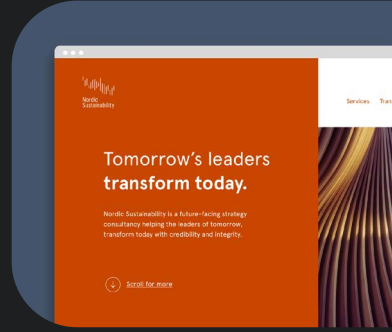 Nordic
Sustainability
Services Tran
Tomorrow's leaders
transform today.
Nordic Sustainability is a future-facing strategy
consultancy helping the leaders of tomorrow,
transform today with credibility and integrity.
Scroll for more